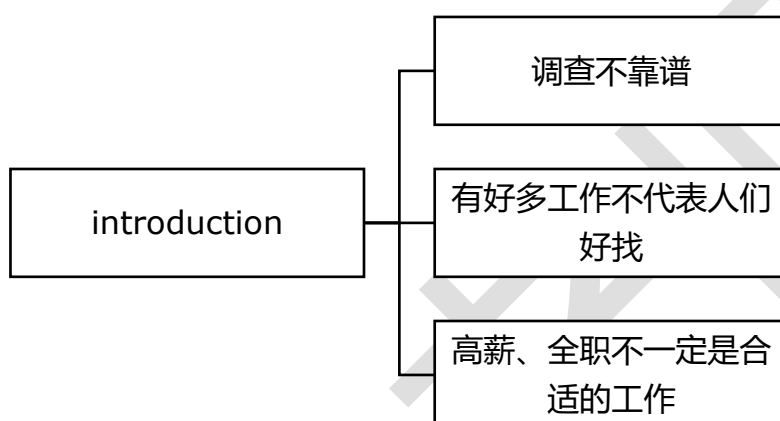 调查不靠谱
introduction
有好多工作不代表人们
好找
高薪、全职不一定是合
适的工作